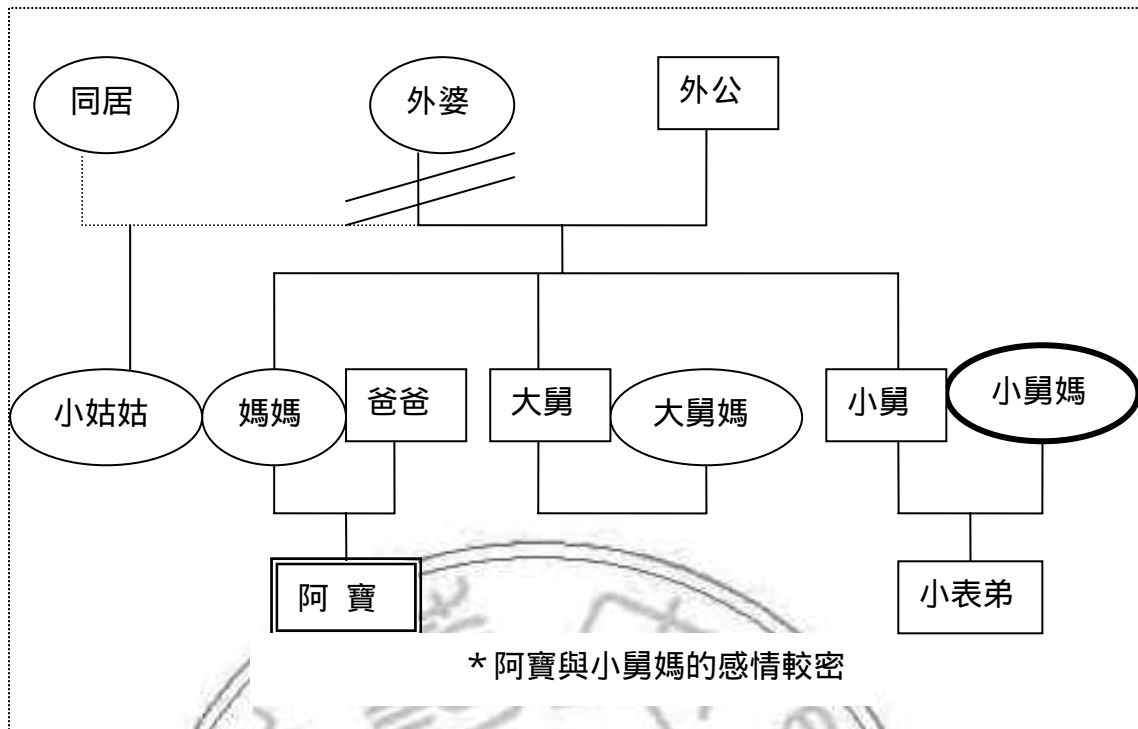 同居
外婆
外公
小姑姑
媽媽
爸爸
大舅
大舅媽
小舅
小舅媽
阿 寶
小表弟
*阿寶與小舅媽的感情較密